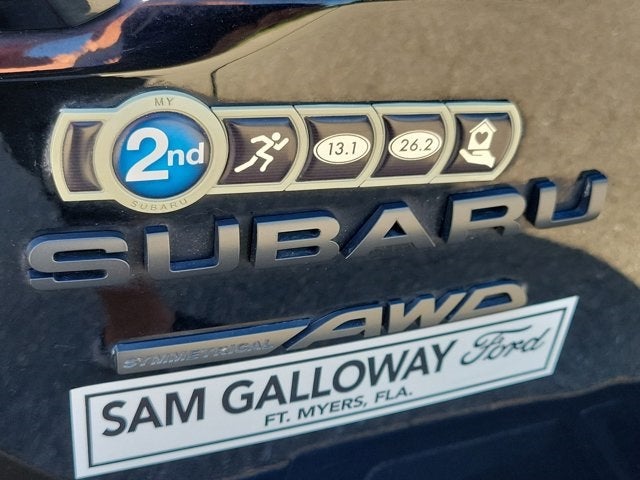 MY
2nd
SUBARU
13.1
26.2
SUBARU
SYMMETRICAL AWD
SAM GALLOWAY Ford
FT. MYERS, FLA.